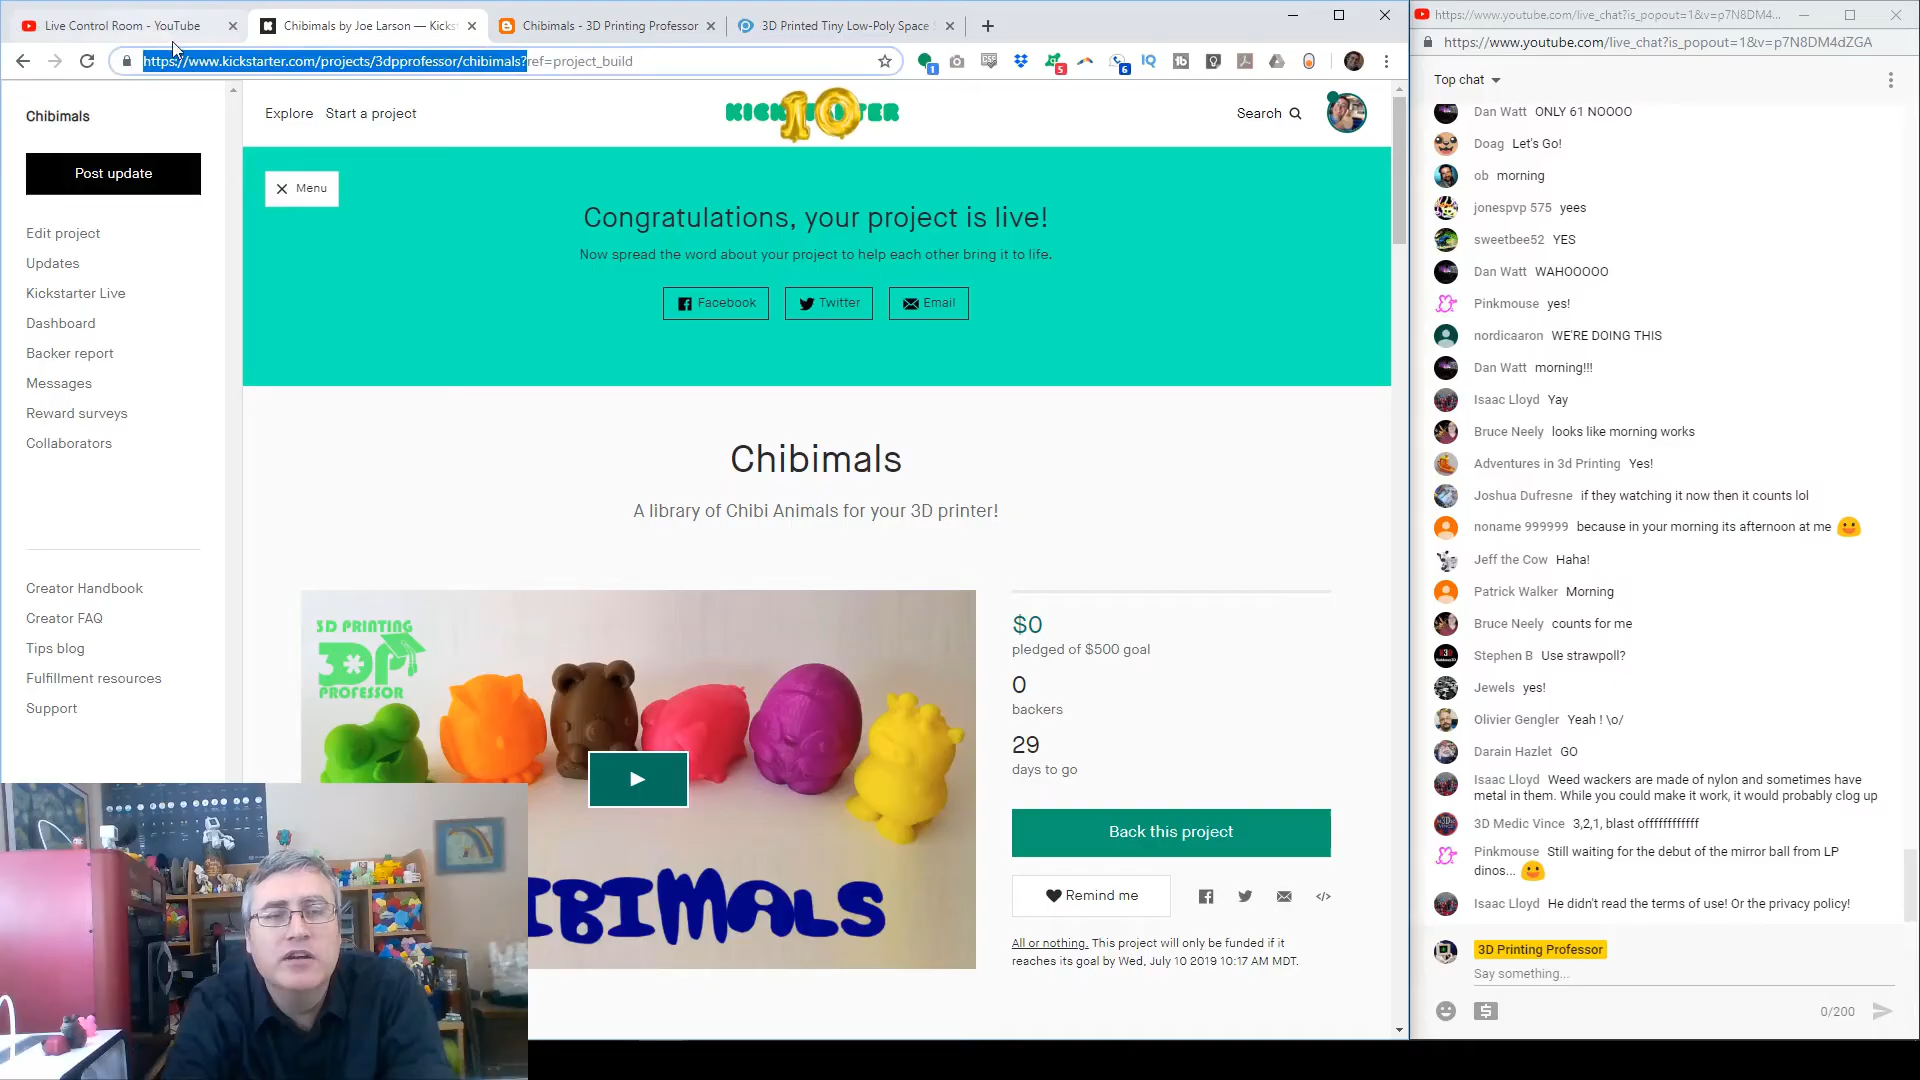 Live Control Room - YouTube
Chibimals by Joe Larson — Kickst
Chibimals - 3D Printing Professor
3D Printed Tiny Low-Poly Space
https://www.youtube.com/live_chat?is_popout=1&v=p7N8DM4...
https://www.kickstarter.com/projects/3dpprofessor/chibimals?ref=project_build
1
5
6
IQ
https://www.youtube.com/live_chat?is_popout=1&v=p7N8DM4dZGA
Chibimals
Post update
Edit project
Updates
Kickstarter Live
Dashboard
Backer report
Messages
Reward surveys
Collaborators
Creator Handbook
Creator FAQ
Tips blog
Fulfillment resources
Support
Explore
Start a project
KICKSTARTER
10
Search
Menu
Congratulations, your project is live!
Now spread the word about your project to help each other bring it to life.
Facebook
Twitter
Email
Chibimals
A library of Chibi Animals for your 3D printer!
3D PRINTING
3DP
PROFESSOR
IBIMALS
$0
pledged of $500 goal
0
backers
29
days to go
Back this project
Remind me
All or nothing. This project will only be funded if it
reaches its goal by Wed, July 10 2019 10:17 AM MDT.
Top chat
Dan Watt ONLY 61 NOOOO
Doag Let's Go!
ob morning
jonespvp 575 yees
sweetbee52 YES
Dan Watt WAHOOOOO
Pinkmouse yes!
nordicaaron WE'RE DOING THIS
Dan Watt morning!!!
Isaac Lloyd Yay
Bruce Neely looks like morning works
Adventures in 3d Printing Yes!
Joshua Dufresne if they watching it now then it counts lol
noname 999999 because in your morning its afternoon at me
Jeff the Cow Haha!
Patrick Walker Morning
Bruce Neely counts for me
Stephen B Use strawpoll?
Jewels yes!
Olivier Gengler Yeah ! \o/
Darain Hazlet GO
Isaac Lloyd Weed wackers are made of nylon and sometimes have
metal in them. While you could make it work, it would probably clog up
3D Medic Vince 3,2,1, blast offffffffffff
Pinkmouse Still waiting for the debut of the mirror ball from LP
dinos...
Isaac Lloyd He didn't read the terms of use! Or the privacy policy!
3D Printing Professor
Say something...
0/200